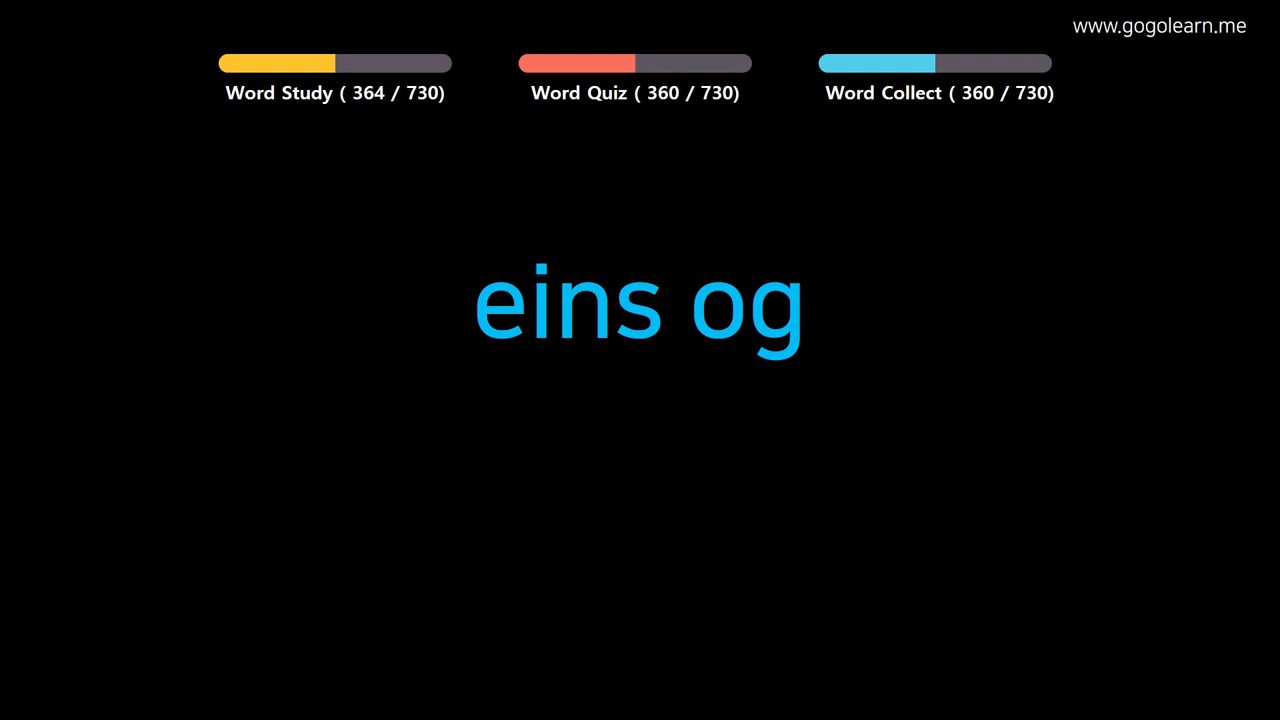 www.gogolearn.me
Word Study ( 364 / 730)
Word Quiz ( 360 / 730)
Word Collect ( 360 / 730)
eins og